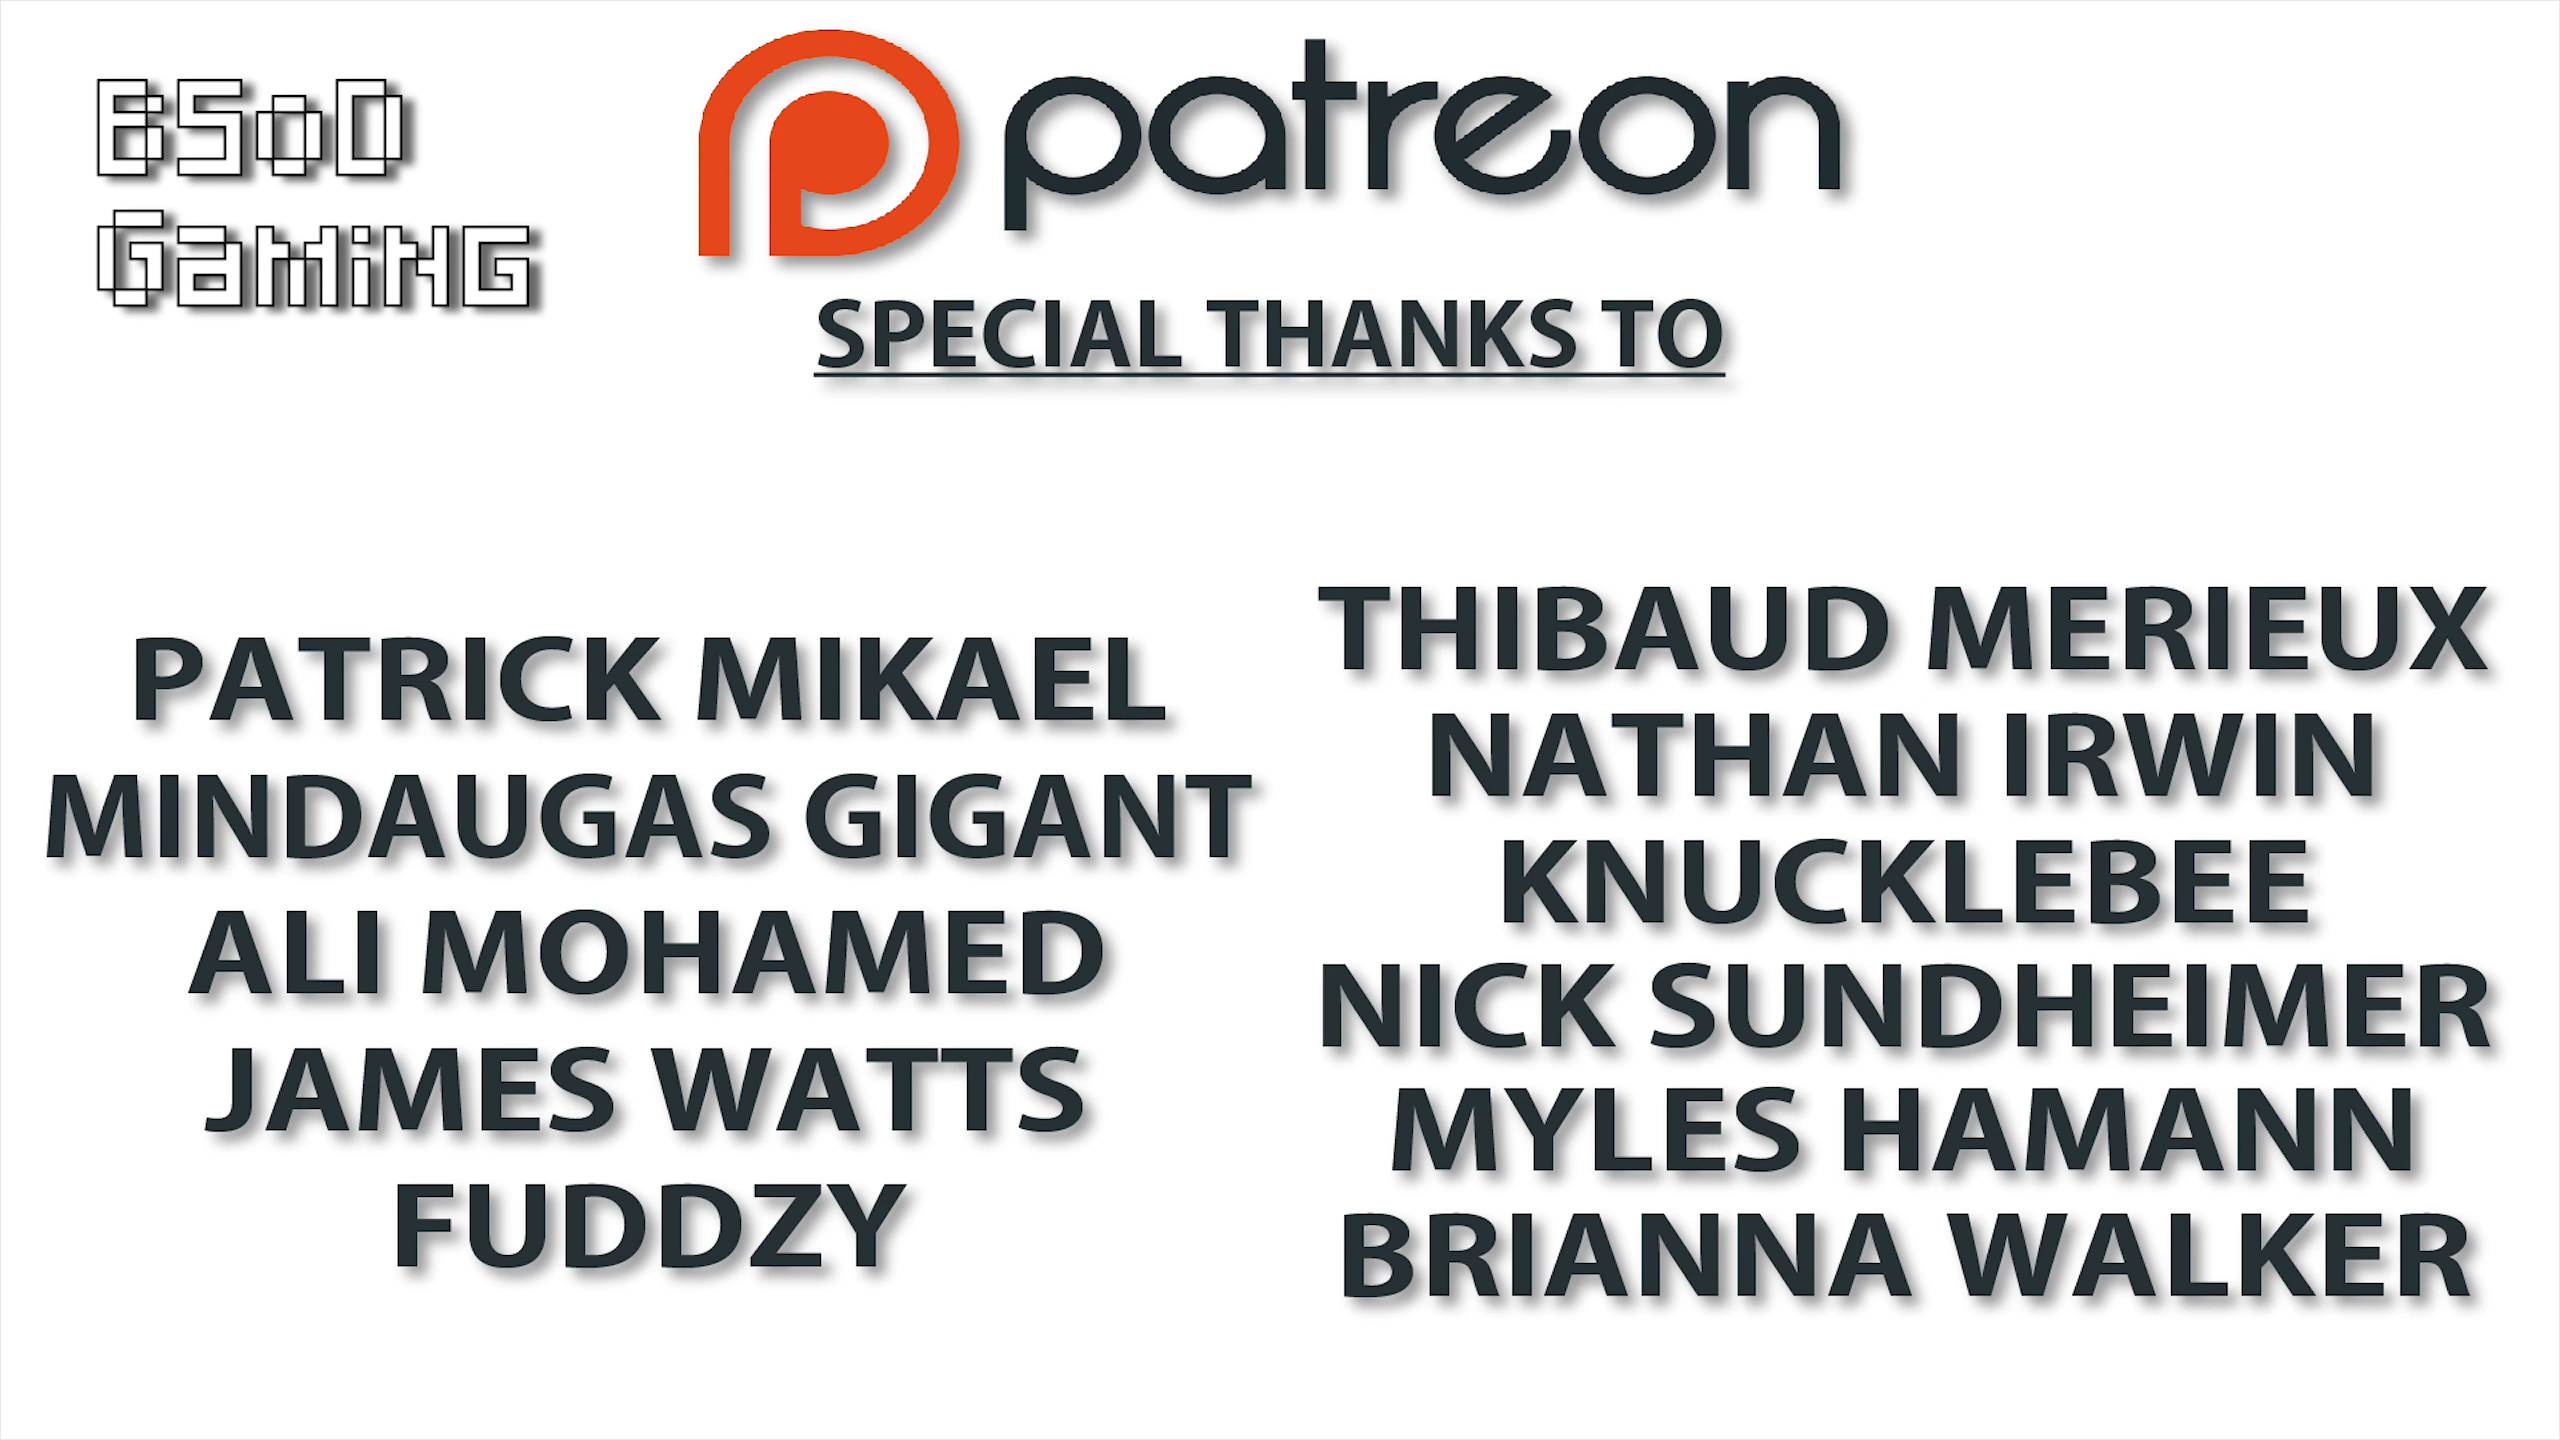 BSoD
GaMiNG
patreon
SPECIAL THANKS TO
PATRICK MIKAEL
MINDAUGAS GIGANT
ALI MOHAMED
JAMES WATTS
FUDDZY
THIBAUD MERIEUX
NATHAN IRWIN
KNUCKLEBEE
NICK SUNDHEIMER
MYLES HAMANN
BRIANNA WALKER